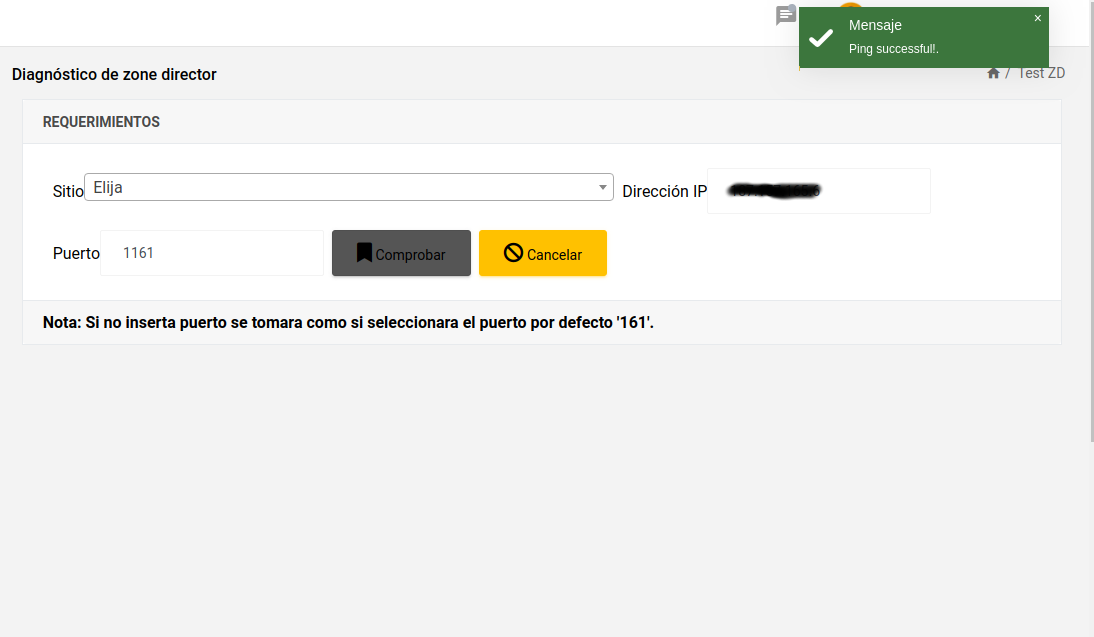 Mensaje
×
Ping successful!.
Diagnóstico de zone director
/ Test ZD
REQUERIMIENTOS
Sitio Elija Dirección IP
Puerto 1161 Comprobar Cancelar
Nota: Si no inserta puerto se tomara como si seleccionara el puerto por defecto '161'.